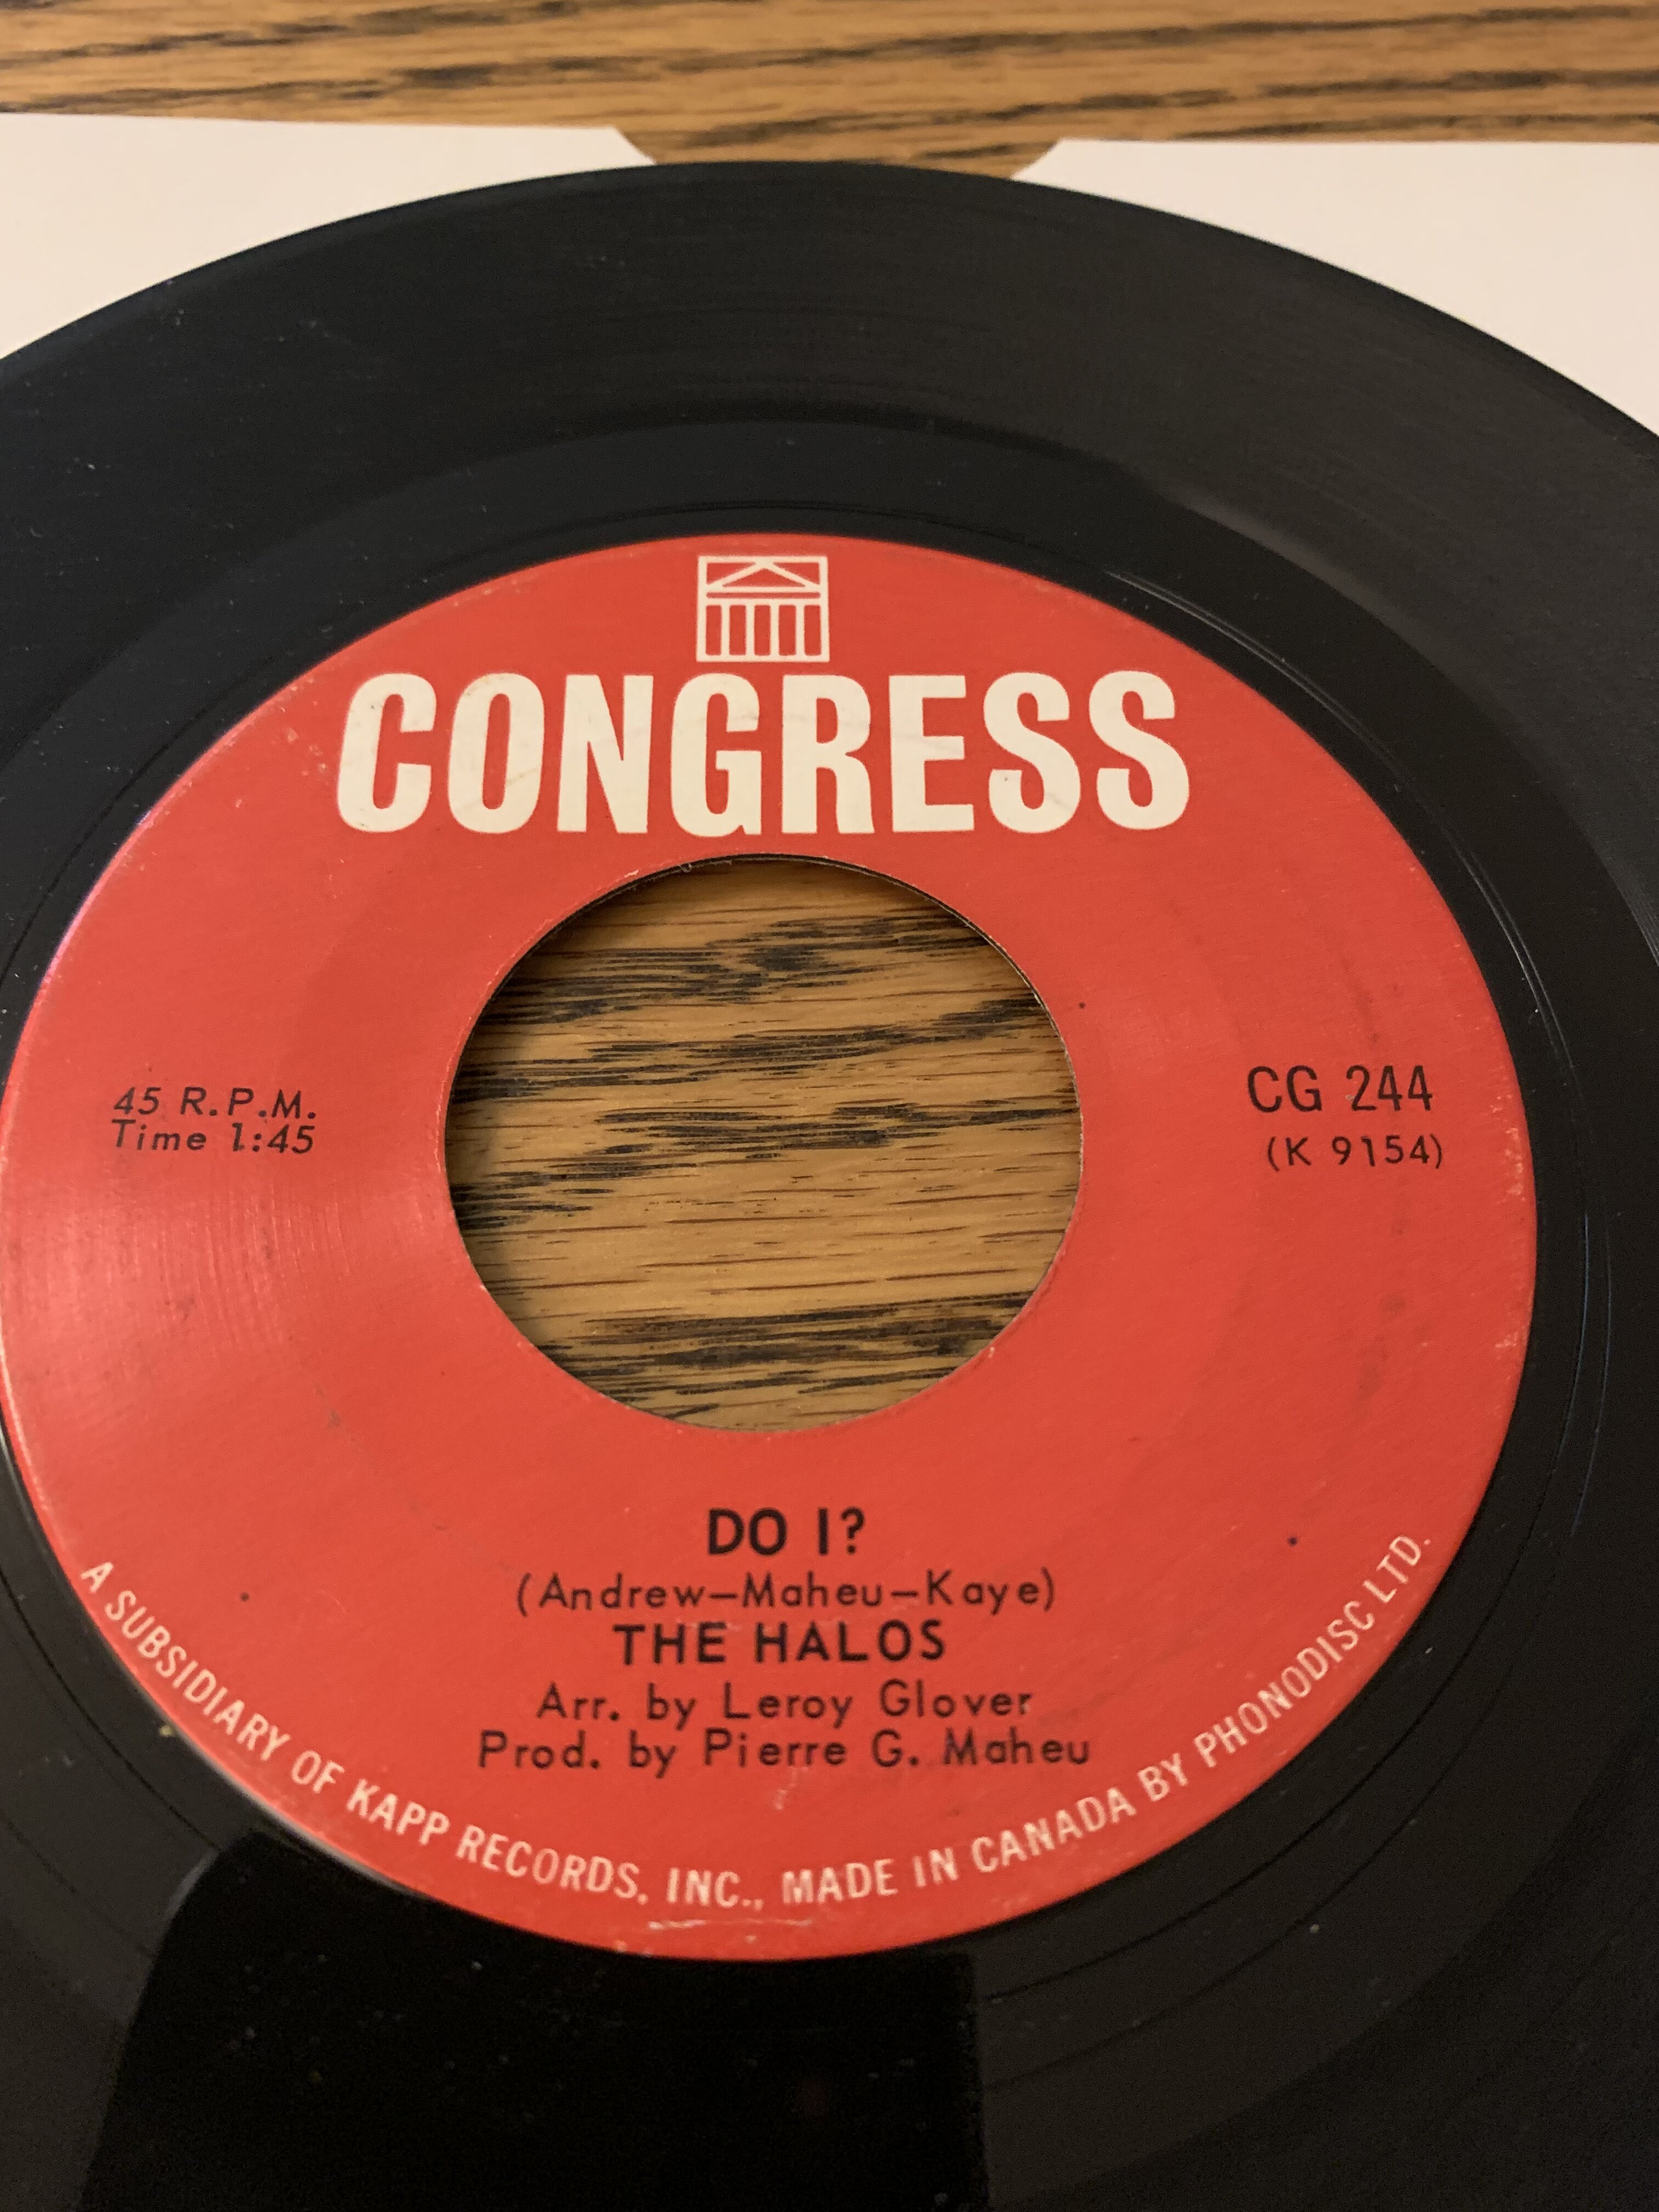 CONGRESS
45 R.P.M.
Time 1:45
CG 244
(K 9154)
DO I?
(Andrew—Maheu—Kaye)
THE HALOS
Arr. by Leroy Glover
Prod. by Pierre G. Maheu
A SUBSIDIARY OF KAPP RECORDS, INC., MADE IN CANADA BY PHONODISC LTD.